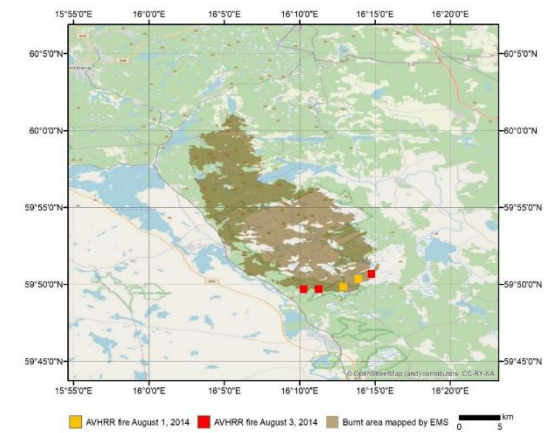 15°55'0"E 16°0'0"E 16°5'0"E 16°10'0"E 16°15'0"E 16°20'0"E
60°5'0"N 60°5'0"N
60°0'0"N 60°0'0"N
59°55'0"N 59°55'0"N
59°50'0"N 59°50'0"N
59°45'0"N 59°45'0"N
© OpenStreetMap (and) contributors, CC-BY-SA
15°55'0"E 16°0'0"E 16°5'0"E 16°10'0"E 16°15'0"E 16°20'0"E
AVHRR fire August 1, 2014 AVHRR fire August 3, 2014 Burnt area mapped by EMS km
0 5